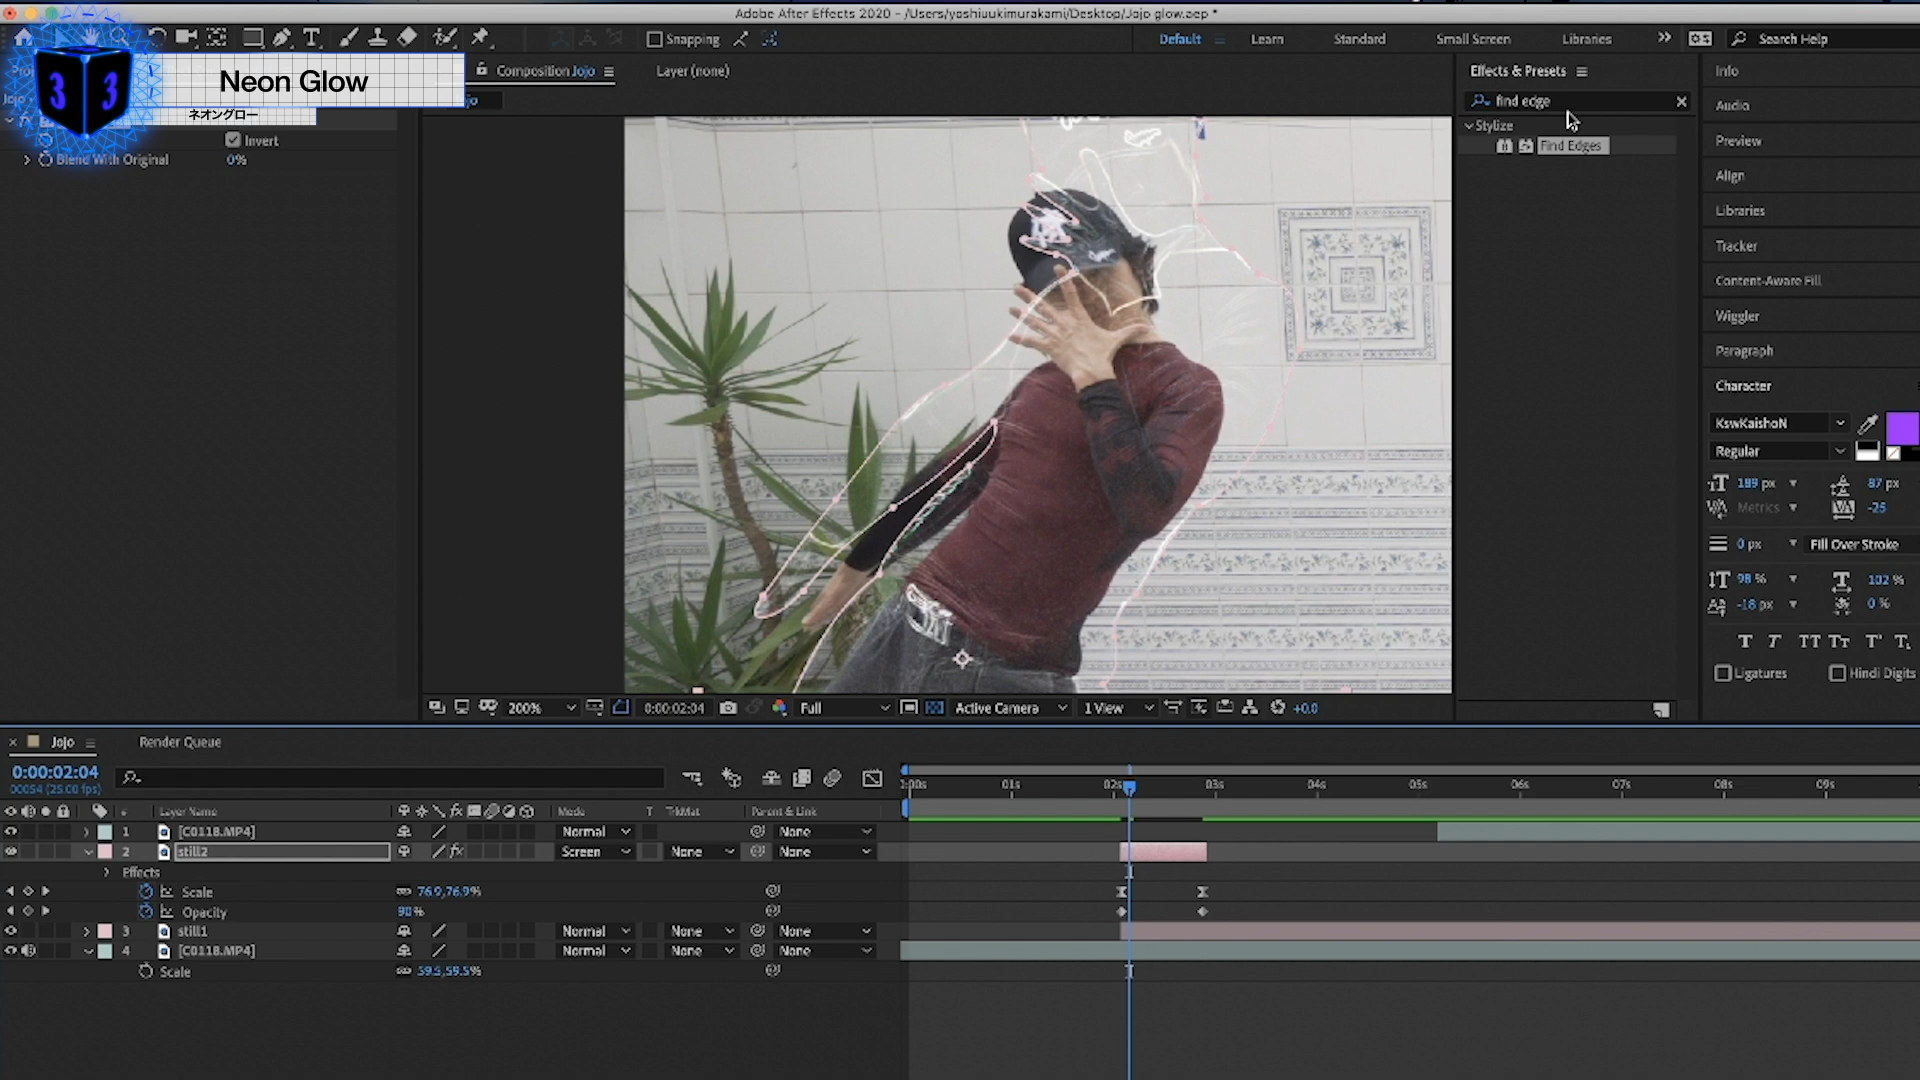 Adobe After Effects 2020 - /Users/yoshiuukimurakami/Desktop/Jojo glow.aep *
Snapping
Default
Learn
Standard
Small Screen
Libraries
Search Help
3 3
Neon Glow
ネオングロー
Composition Jojo
Layer (none)
Invert
Blend With Original
0%
Effects & Presets
find edge
Stylize
Find Edges
Info
Audio
Preview
Align
Libraries
Tracker
Content-Aware Fill
Wiggler
Paragraph
Character
KswKaishoN
Regular
189 px
87 px
Metrics
-25
0 px
Fill Over Stroke
98 %
102 %
-18 px
0 %
Ligatures
Hindi Digits
200%
0:00:02:04
Full
Active Camera
1 View
+0.0
Jojo
Render Queue
0:00:02:04
00054 (25.00 fps)
:00s 01s 02s 03s 04s 05s 06s 07s 08s 09s
# Layer Name Mode T TrkMat Parent & Link
1 [C0118.MP4] Normal None
2 still2 Screen None None
Effects
Scale 76.9,76.9%
Opacity 90%
3 still1 Normal None None
4 [C0118.MP4] Normal None None
Scale 59.5,59.5%